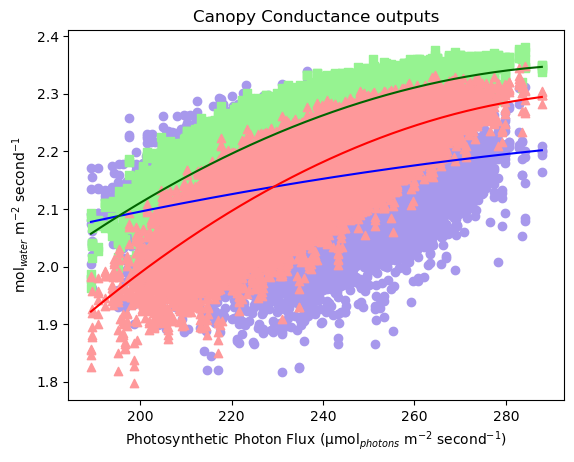 Canopy Conductance outputs
mol_water m⁻² second⁻¹
2.4
2.3
2.2
2.1
2.0
1.9
1.8
200 220 240 260 280
Photosynthetic Photon Flux (μmol_photons m⁻² second⁻¹)